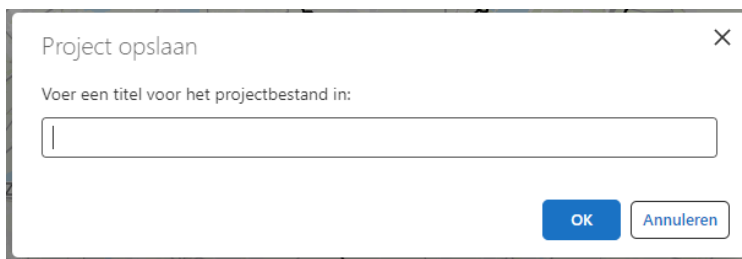 Project opslaan
Voer een titel voor het projectbestand in:
OK
Annuleren